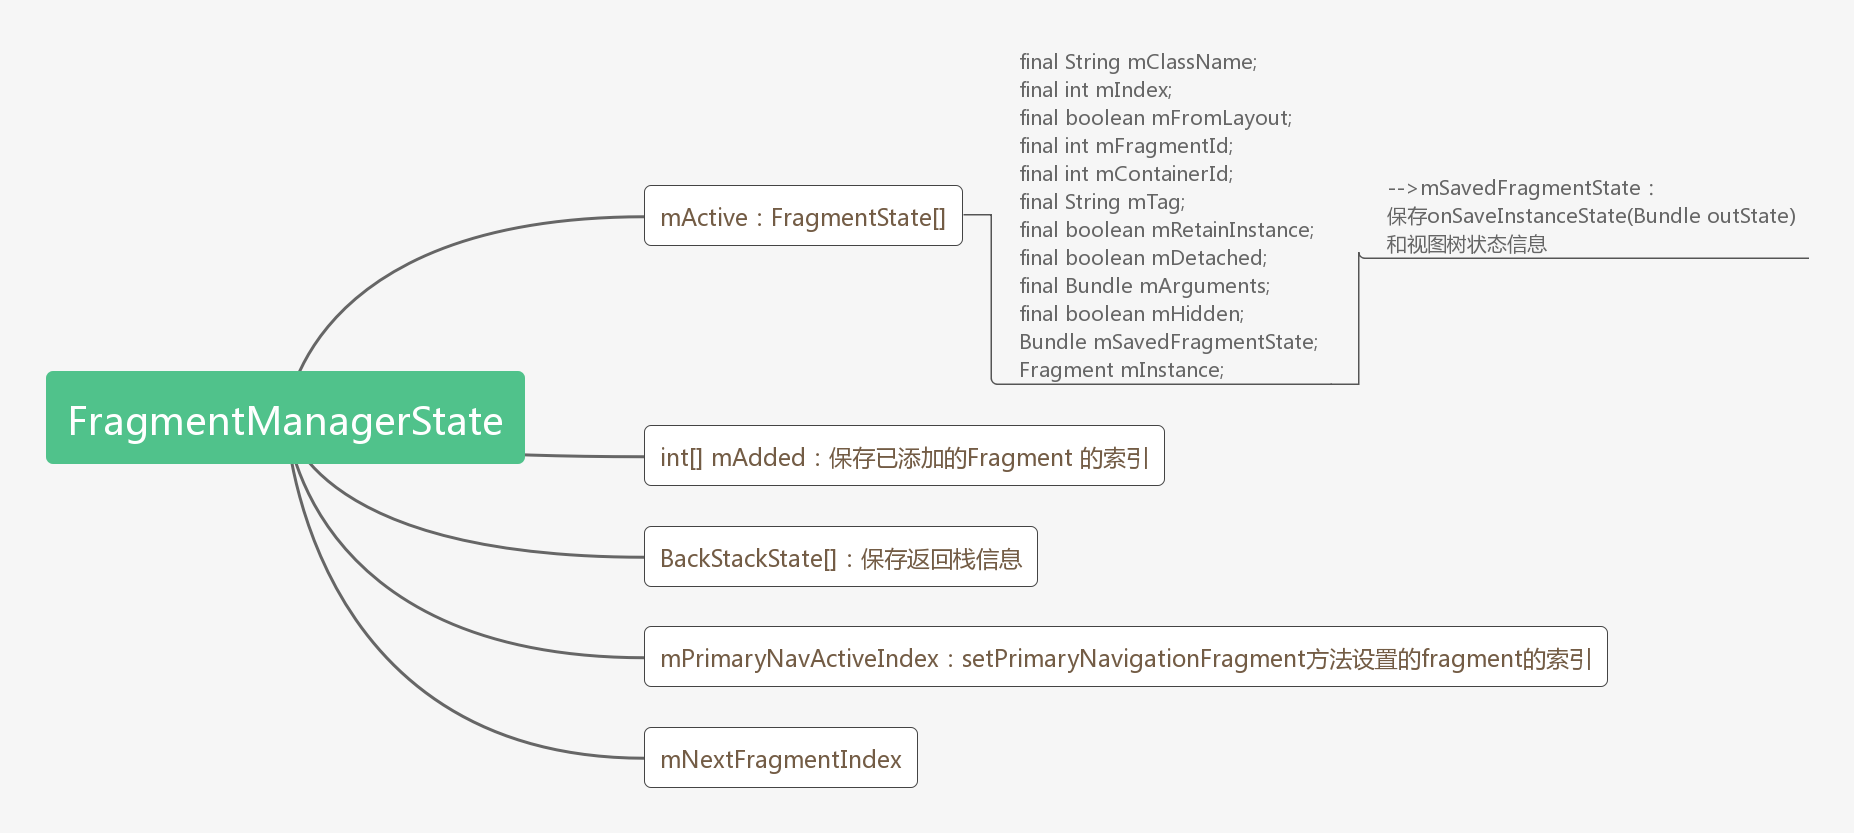 FragmentManagerState
mActive：FragmentState[]
final String mClassName;
final int mIndex;
final boolean mFromLayout;
final int mFragmentId;
final int mContainerId;
final String mTag;
final boolean mRetainInstance;
final boolean mDetached;
final Bundle mArguments;
final boolean mHidden;
Bundle mSavedFragmentState;
Fragment mInstance;
-->mSavedFragmentState：
保存onSaveInstanceState(Bundle outState)
和视图树状态信息
int[] mAdded：保存已添加的Fragment 的索引
BackStackState[]：保存返回栈信息
mPrimaryNavActiveIndex：setPrimaryNavigationFragment方法设置的fragment的索引
mNextFragmentIndex